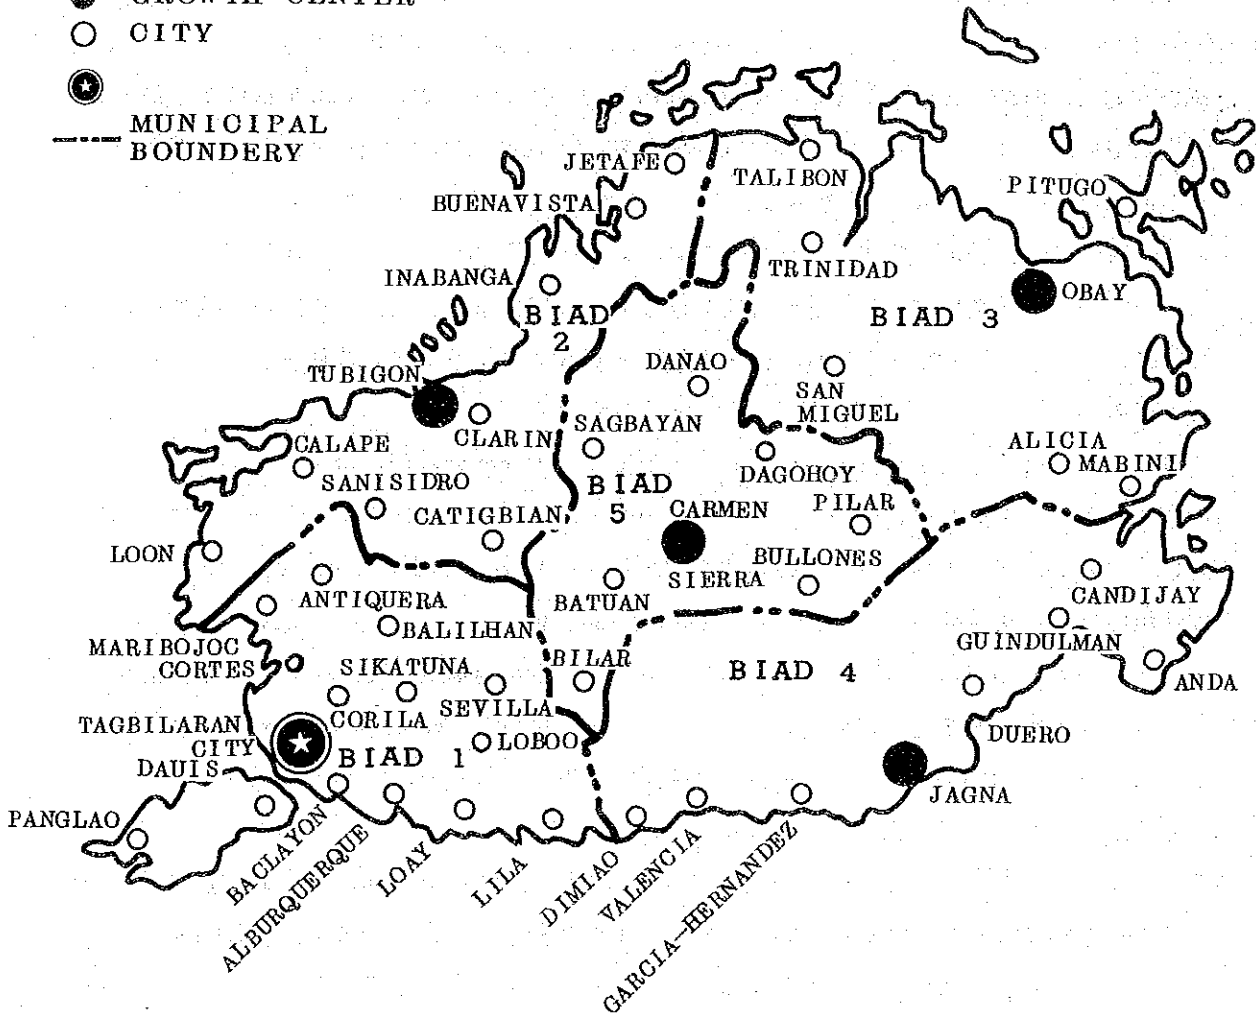 GROWTH CENTER
CITY
MUNICIPAL
BOUNDERY
JETAFE
TALIBON
PITUGO
BUENAVISTA
INABANGA
TRINIDAD
OBAY
BIAD
2
BIAD 3
DANAO
TUBIGON
SAN
MIGUEL
SAGBAYAN
CLARIN
CALAPE
ALICIA
MABINI
DAGOHOY
SANISIDRO
BIAD
5
PILAR
CARMEN
CATIGBIAN
LOON
BULLONES
SIERRA
ANTIQUERA
BATUAN
CANDIJAY
BALILHAN
GUINDULMAN
MARIBOJOC
CORTES
SIKATUNA
BILAR
BIAD 4
ANDA
SEVILLA
CORILA
TAGBILARAN
CITY
DUERO
LOBOO
BIAD 1
DAUIS
JAGNA
PANGLAO
BACLAYON
ALBURQUERQUE
LOAY
LILA
DIMIAO
VALENCIA
GARCIA-HERNANDEZ